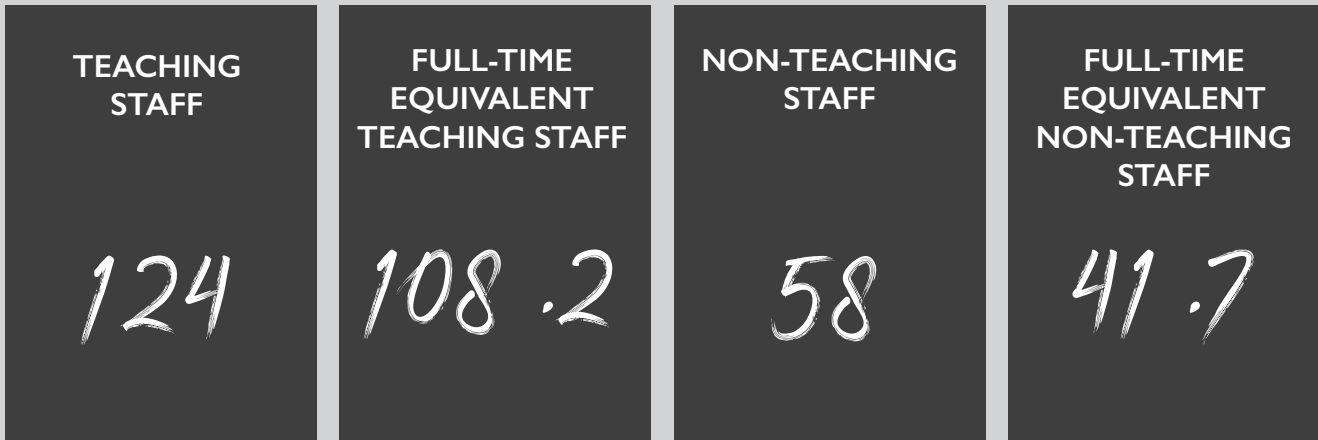 TEACHING
STAFF
124
FULL-TIME
EQUIVALENT
TEACHING STAFF
108 .2
NON-TEACHING
STAFF
58
FULL-TIME
EQUIVALENT
NON-TEACHING
STAFF
41 .7